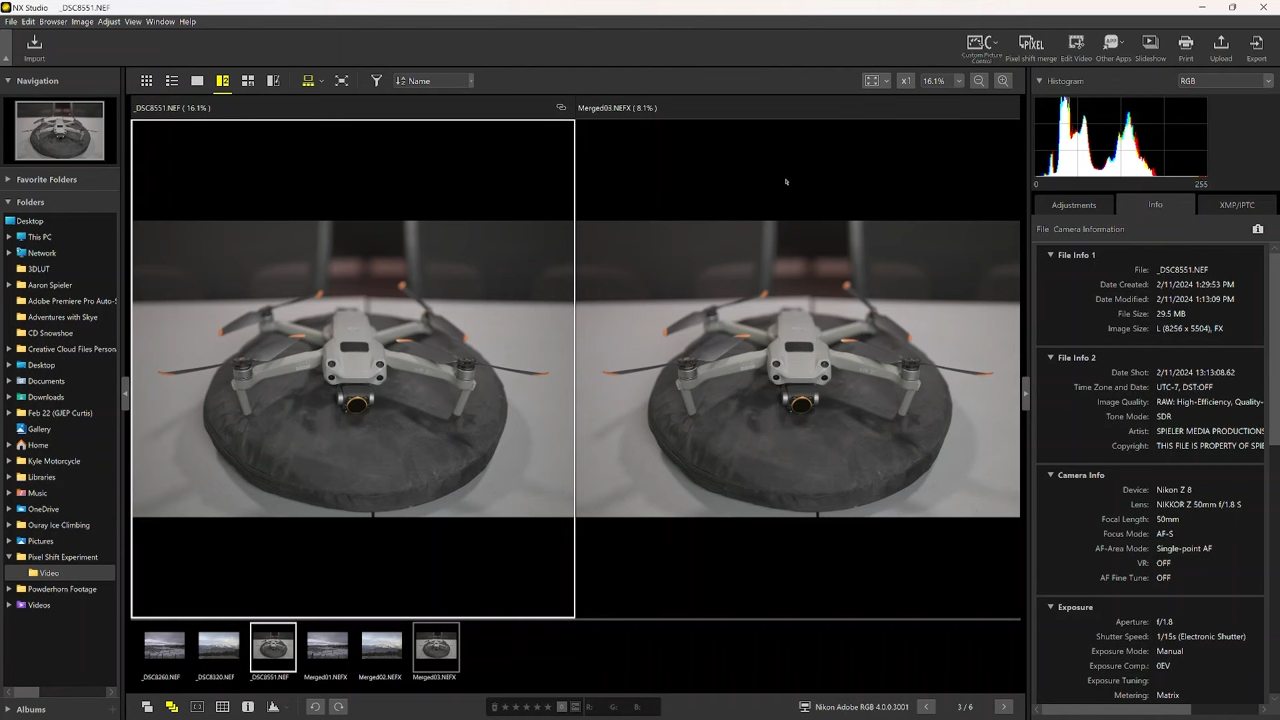 NX Studio _DSC8551.NEF
File Edit Browser Image Adjust View Window Help
Import
Custom Picture Control
Pixel shift merge
Edit Video
Other Apps
Slideshow
Print
Upload
Export
Navigation
Name
16.1%
Histogram
RGB
_DSC8551.NEF ( 16.1% )
Merged03.NEFX ( 8.1% )
0
255
Favorite Folders
Folders
Desktop
This PC
Network
3DLUT
Aaron Spieler
Adobe Premiere Pro Auto-S
Adventures with Skye
CD Snowshoe
Creative Cloud Files Persona
Desktop
Documents
Downloads
Feb 22 (GJEP Curtis)
Gallery
Home
Kyle Motorcycle
Libraries
Music
OneDrive
Ouray Ice Climbing
Pictures
Pixel Shift Experiment
Video
Powderhorn Footage
Videos
Albums
Adjustments
Info
XMP/IPTC
File Camera Information
File Info 1
File: _DSC8551.NEF
Date Created: 2/11/2024 1:29:53 PM
Date Modified: 2/11/2024 1:13:09 PM
File Size: 29.5 MB
Image Size: L (8256 x 5504), FX
File Info 2
Date Shot: 2/11/2024 13:13:08.62
Time Zone and Date: UTC-7, DST:OFF
Image Quality: RAW: High-Efficiency, Quality-
Tone Mode: SDR
Artist: SPIELER MEDIA PRODUCTIONS
Copyright: THIS FILE IS PROPERTY OF SPIE
Camera Info
Device: Nikon Z 8
Lens: NIKKOR Z 50mm f/1.8 S
Focal Length: 50mm
Focus Mode: AF-S
AF-Area Mode: Single-point AF
VR: OFF
AF Fine Tune: OFF
Exposure
Aperture: f/1.8
Shutter Speed: 1/15s (Electronic Shutter)
Exposure Mode: Manual
Exposure Comp.: 0EV
Exposure Tuning:
Metering: Matrix
_DSC8260.NEF
_DSC8320.NEF
_DSC8551.NEF
Merged01.NEFX
Merged02.NEFX
Merged03.NEFX
R:
G:
B:
Nikon Adobe RGB 4.0.0.3001
3 / 6